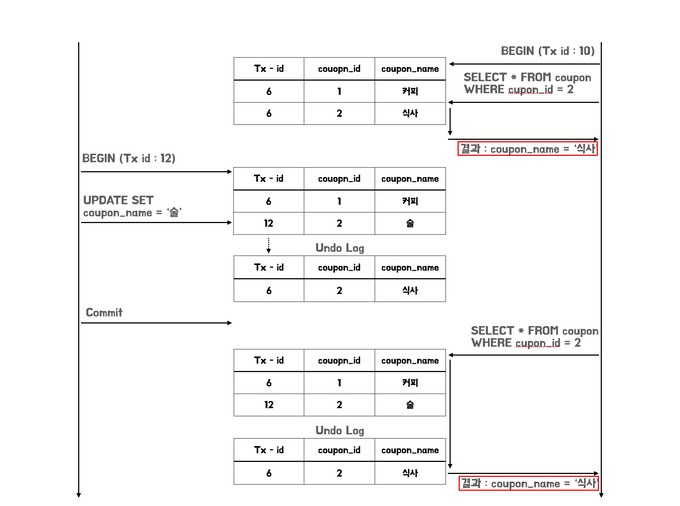 BEGIN (Tx id : 10)
Tx - id couopn_id coupon_name
6 1 커피
6 2 식사
SELECT * FROM coupon
WHERE cupon_id = 2
결과 : coupon_name = '식사'
BEGIN (Tx id : 12)
UPDATE SET
coupon_name = '술'
Tx - id couopn_id coupon_name
6 1 커피
12 2 술
Undo Log
Tx - id coupon_id coupon_name
6 2 식사
Commit
SELECT * FROM coupon
WHERE cupon_id = 2
Tx - id couopn_id coupon_name
6 1 커피
12 2 술
Undo Log
Tx - id coupon_id coupon_name
6 2 식사
결과 : coupon_name = '식사'